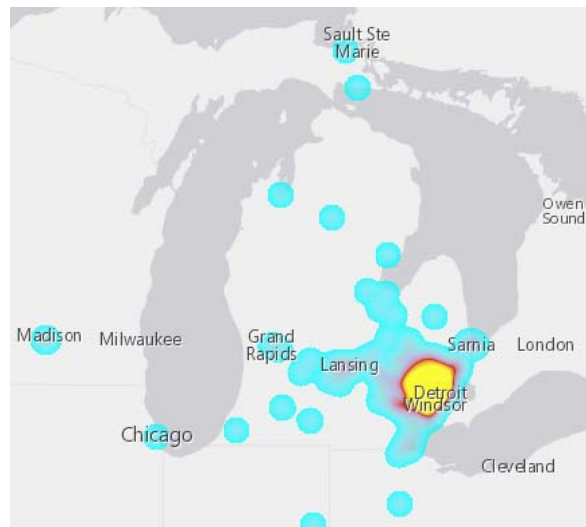 Sault Ste
Marie
Owen
Sound
Madison
Milwaukee
Grand
Rapids
Lansing
Sarnia
London
Detroit
Windsor
Chicago
Cleveland